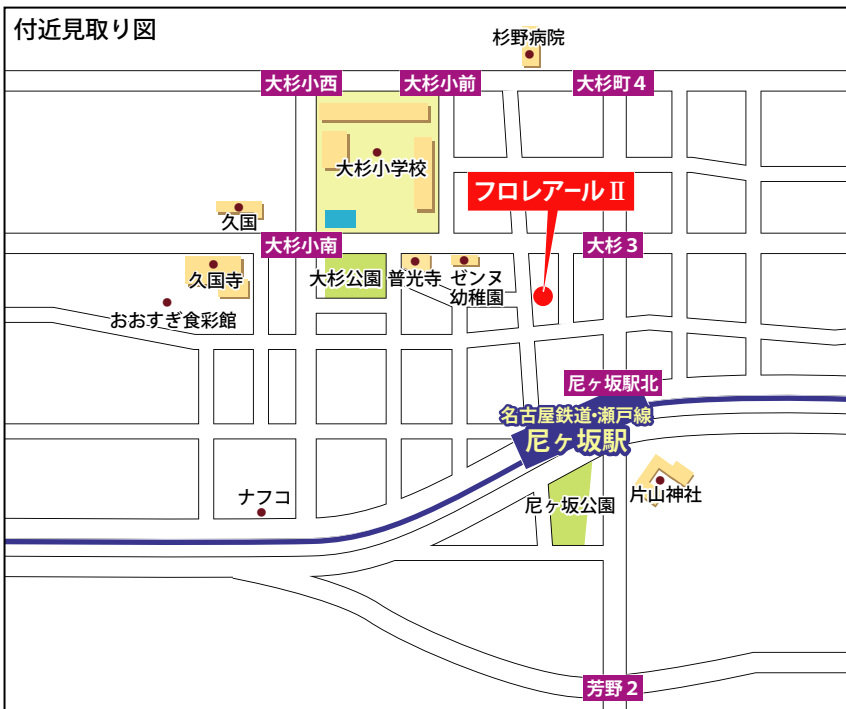 付近見取り図
杉野病院
大杉小西
大杉小前
大杉町4
大杉小学校
フロレアールⅡ
久国
大杉小南
大杉3
久国寺
大杉公園
普光寺
ゼンヌ
幼稚園
おおすぎ食彩館
尼ヶ坂駅北
名古屋鉄道・瀬戸線
尼ヶ坂駅
ナフコ
尼ヶ坂公園
片山神社
芳野2